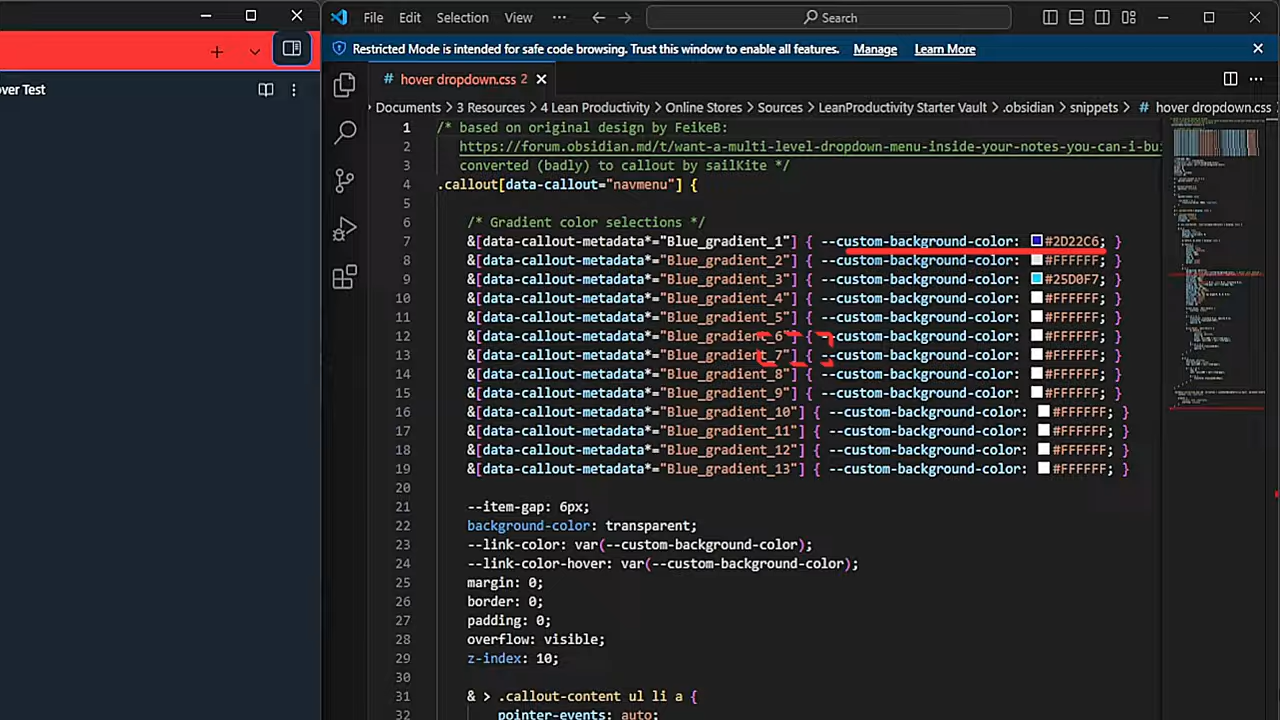 File Edit Selection View ··· Search
Restricted Mode is intended for safe code browsing. Trust this window to enable all features. Manage Learn More
ver Test
# hover dropdown.css 2
Documents > 3 Resources > 4 Lean Productivity > Online Stores > Sources > LeanProductivity Starter Vault > .obsidian > snippets > # hover dropdown.css
1 /* based on original design by FeikeB:
2 https://forum.obsidian.md/t/want-a-multi-level-dropdown-menu-inside-your-notes-you-can-i-bui
3 converted (badly) to callout by sailKite */
4 .callout[data-callout="navmenu"] {
5
6 /* Gradient color selections */
7 &[data-callout-metadata*="Blue_gradient_1"] { --custom-background-color: #2D22C6; }
8 &[data-callout-metadata*="Blue_gradient_2"] { --custom-background-color: #FFFFFF; }
9 &[data-callout-metadata*="Blue_gradient_3"] { --custom-background-color: #25D0F7; }
10 &[data-callout-metadata*="Blue_gradient_4"] { --custom-background-color: #FFFFFF; }
11 &[data-callout-metadata*="Blue_gradient_5"] { --custom-background-color: #FFFFFF; }
12 &[data-callout-metadata*="Blue_gradient_6"] { --custom-background-color: #FFFFFF; }
13 &[data-callout-metadata*="Blue_gradient_7"] { --custom-background-color: #FFFFFF; }
14 &[data-callout-metadata*="Blue_gradient_8"] { --custom-background-color: #FFFFFF; }
15 &[data-callout-metadata*="Blue_gradient_9"] { --custom-background-color: #FFFFFF; }
16 &[data-callout-metadata*="Blue_gradient_10"] { --custom-background-color: #FFFFFF; }
17 &[data-callout-metadata*="Blue_gradient_11"] { --custom-background-color: #FFFFFF; }
18 &[data-callout-metadata*="Blue_gradient_12"] { --custom-background-color: #FFFFFF; }
19 &[data-callout-metadata*="Blue_gradient_13"] { --custom-background-color: #FFFFFF; }
20
21 --item-gap: 6px;
22 background-color: transparent;
23 --link-color: var(--custom-background-color);
24 --link-color-hover: var(--custom-background-color);
25 margin: 0;
26 border: 0;
27 padding: 0;
28 overflow: visible;
29 z-index: 10;
30
31 & > .callout-content ul li a {
32 pointer-events: auto;